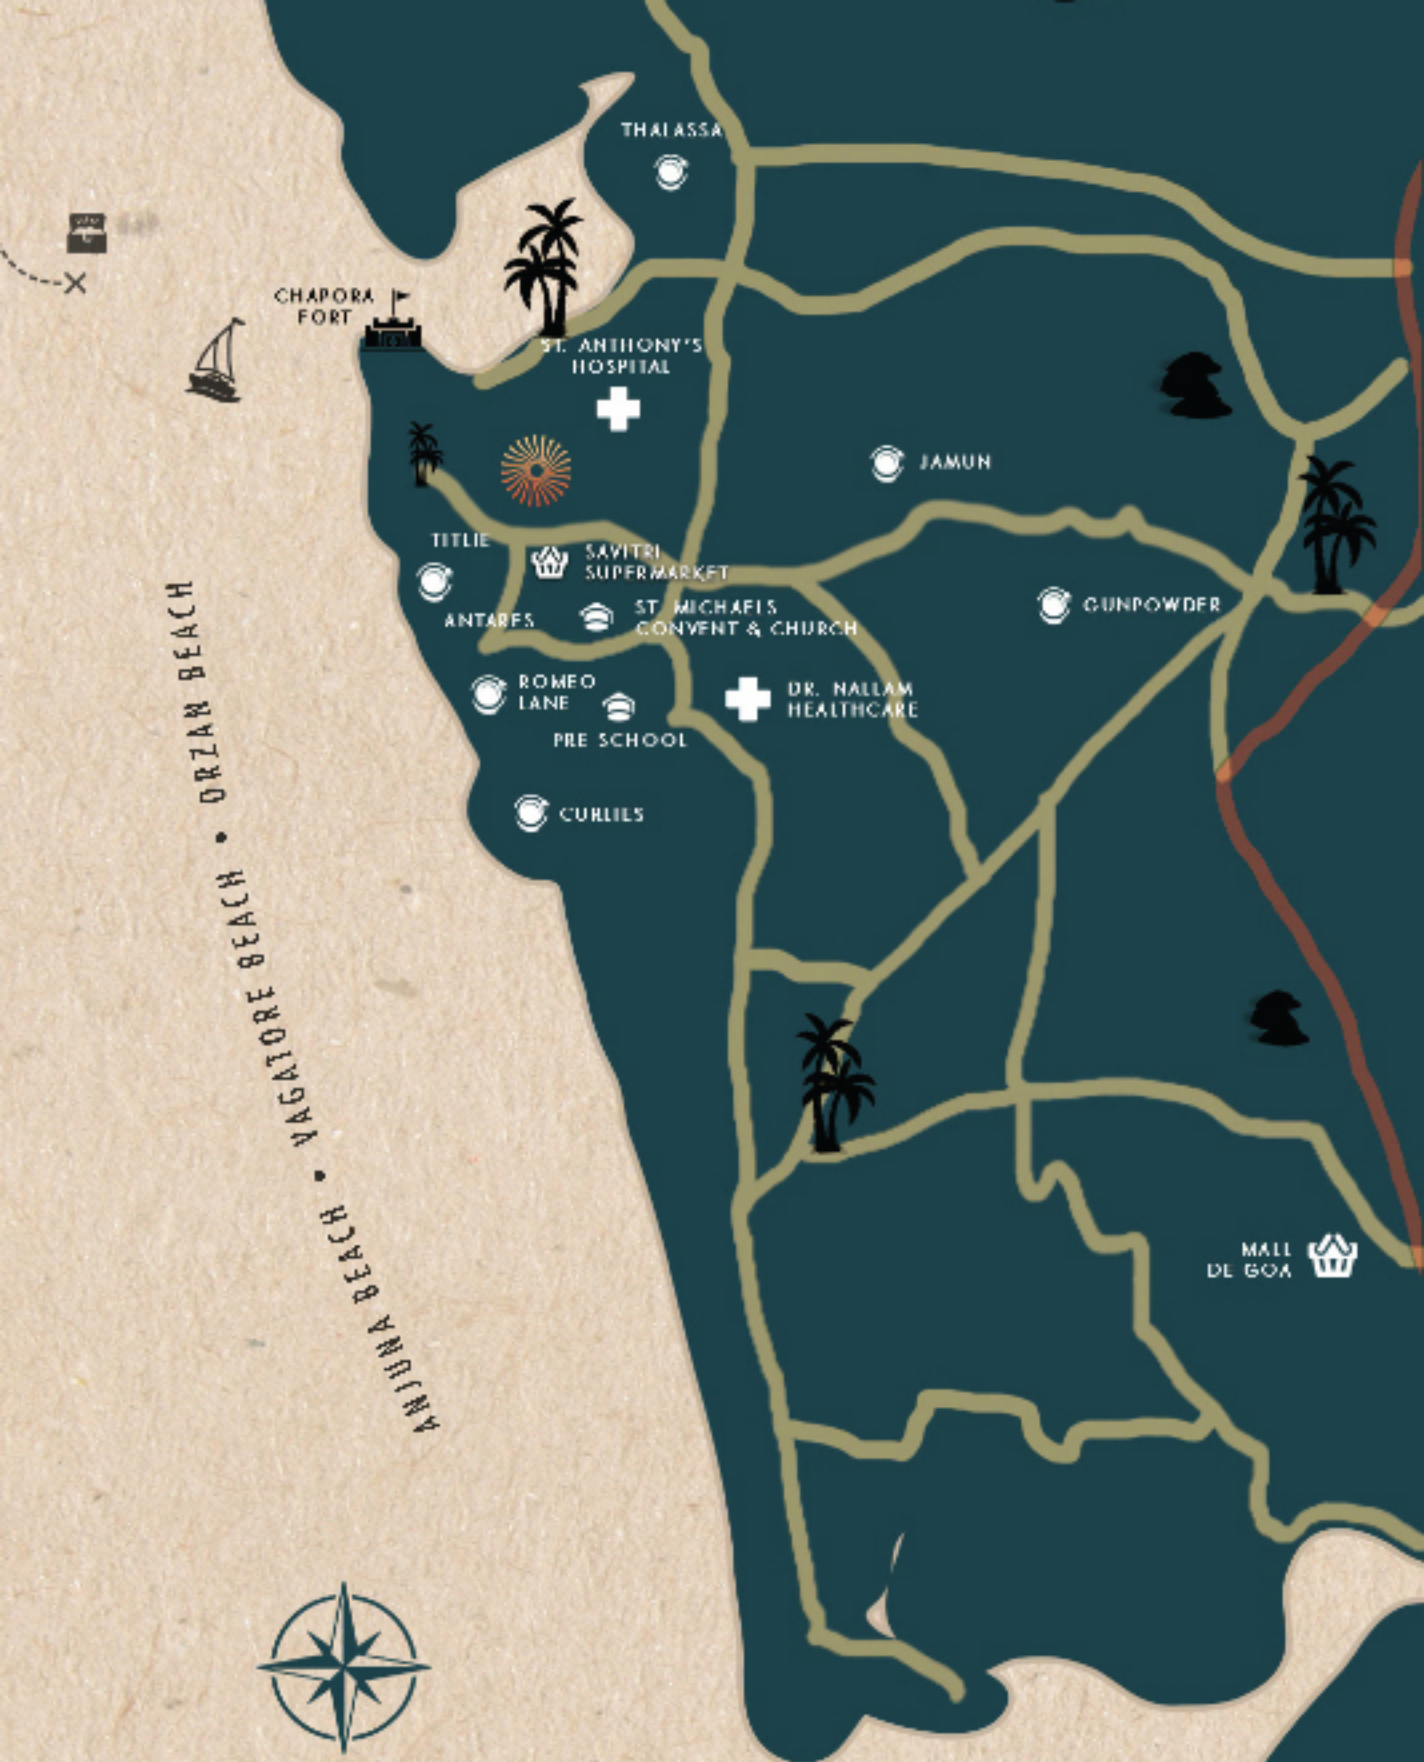 THALASSA
CHAPORA
FORT
ST. ANTHONY'S
HOSPITAL
JAMUN
TITLIE
SAVITRI
SUPERMARKET
ANTARES
ST. MICHAELS
CONVENT & CHURCH
GUNPOWDER
ROMEO
LANE
DR. NALLAM
HEALTHCARE
PRE SCHOOL
CURLIES
ANJUNA BEACH • VAGATORE BEACH • ORZAN BEACH
MALL
DE GOA